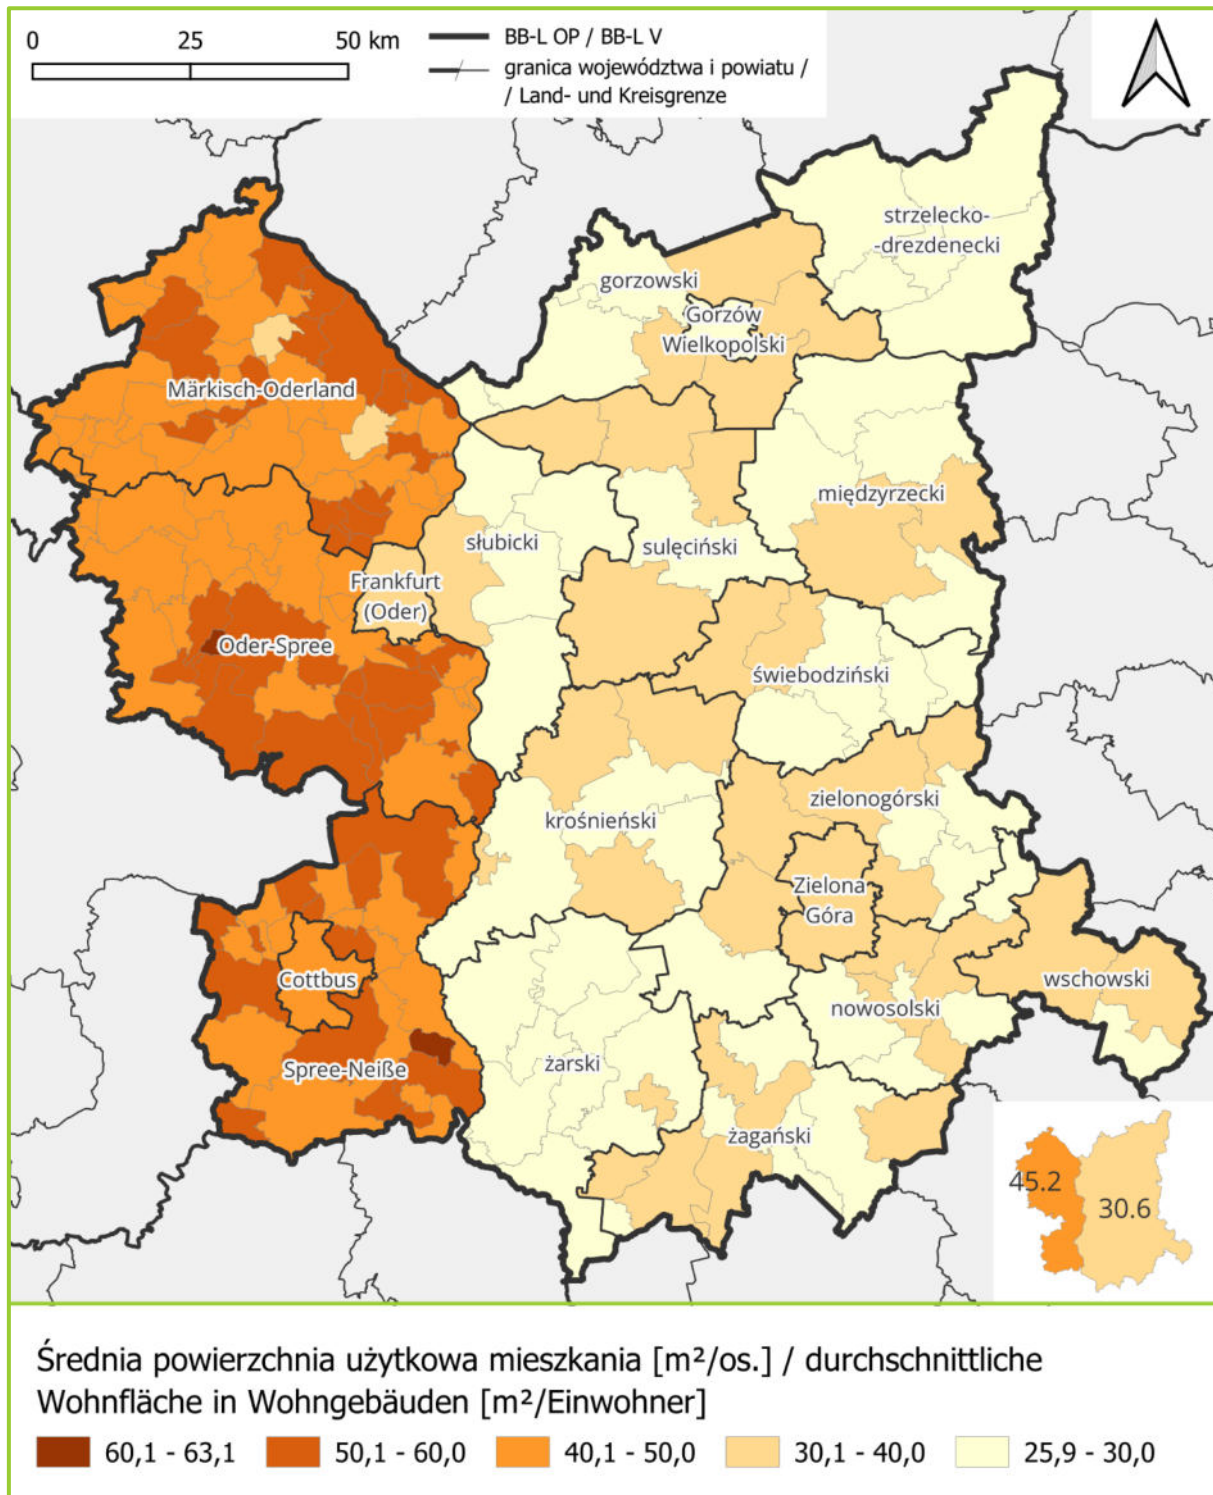 0 25 50 km
BB-L OP / BB-L V
granica województwa i powiatu /
/ Land- und Kreisgrenze
strzelecko-
-drezdenecki
gorzowski
Gorzów
Wielkopolski
Märkisch-Oderland
międzyrzecki
słubicki
sulęciński
Frankfurt
(Oder)
Oder-Spree
świebodziński
zielonogórski
krośnieński
Zielona
Góra
Cottbus
wschowski
nowosolski
Spree-Neiße
żarski
żagański
45.2
30.6
Średnia powierzchnia użytkowa mieszkania [m²/os.] / durchschnittliche
Wohnfläche in Wohngebäuden [m²/Einwohner]
60,1 - 63,1 50,1 - 60,0 40,1 - 50,0 30,1 - 40,0 25,9 - 30,0